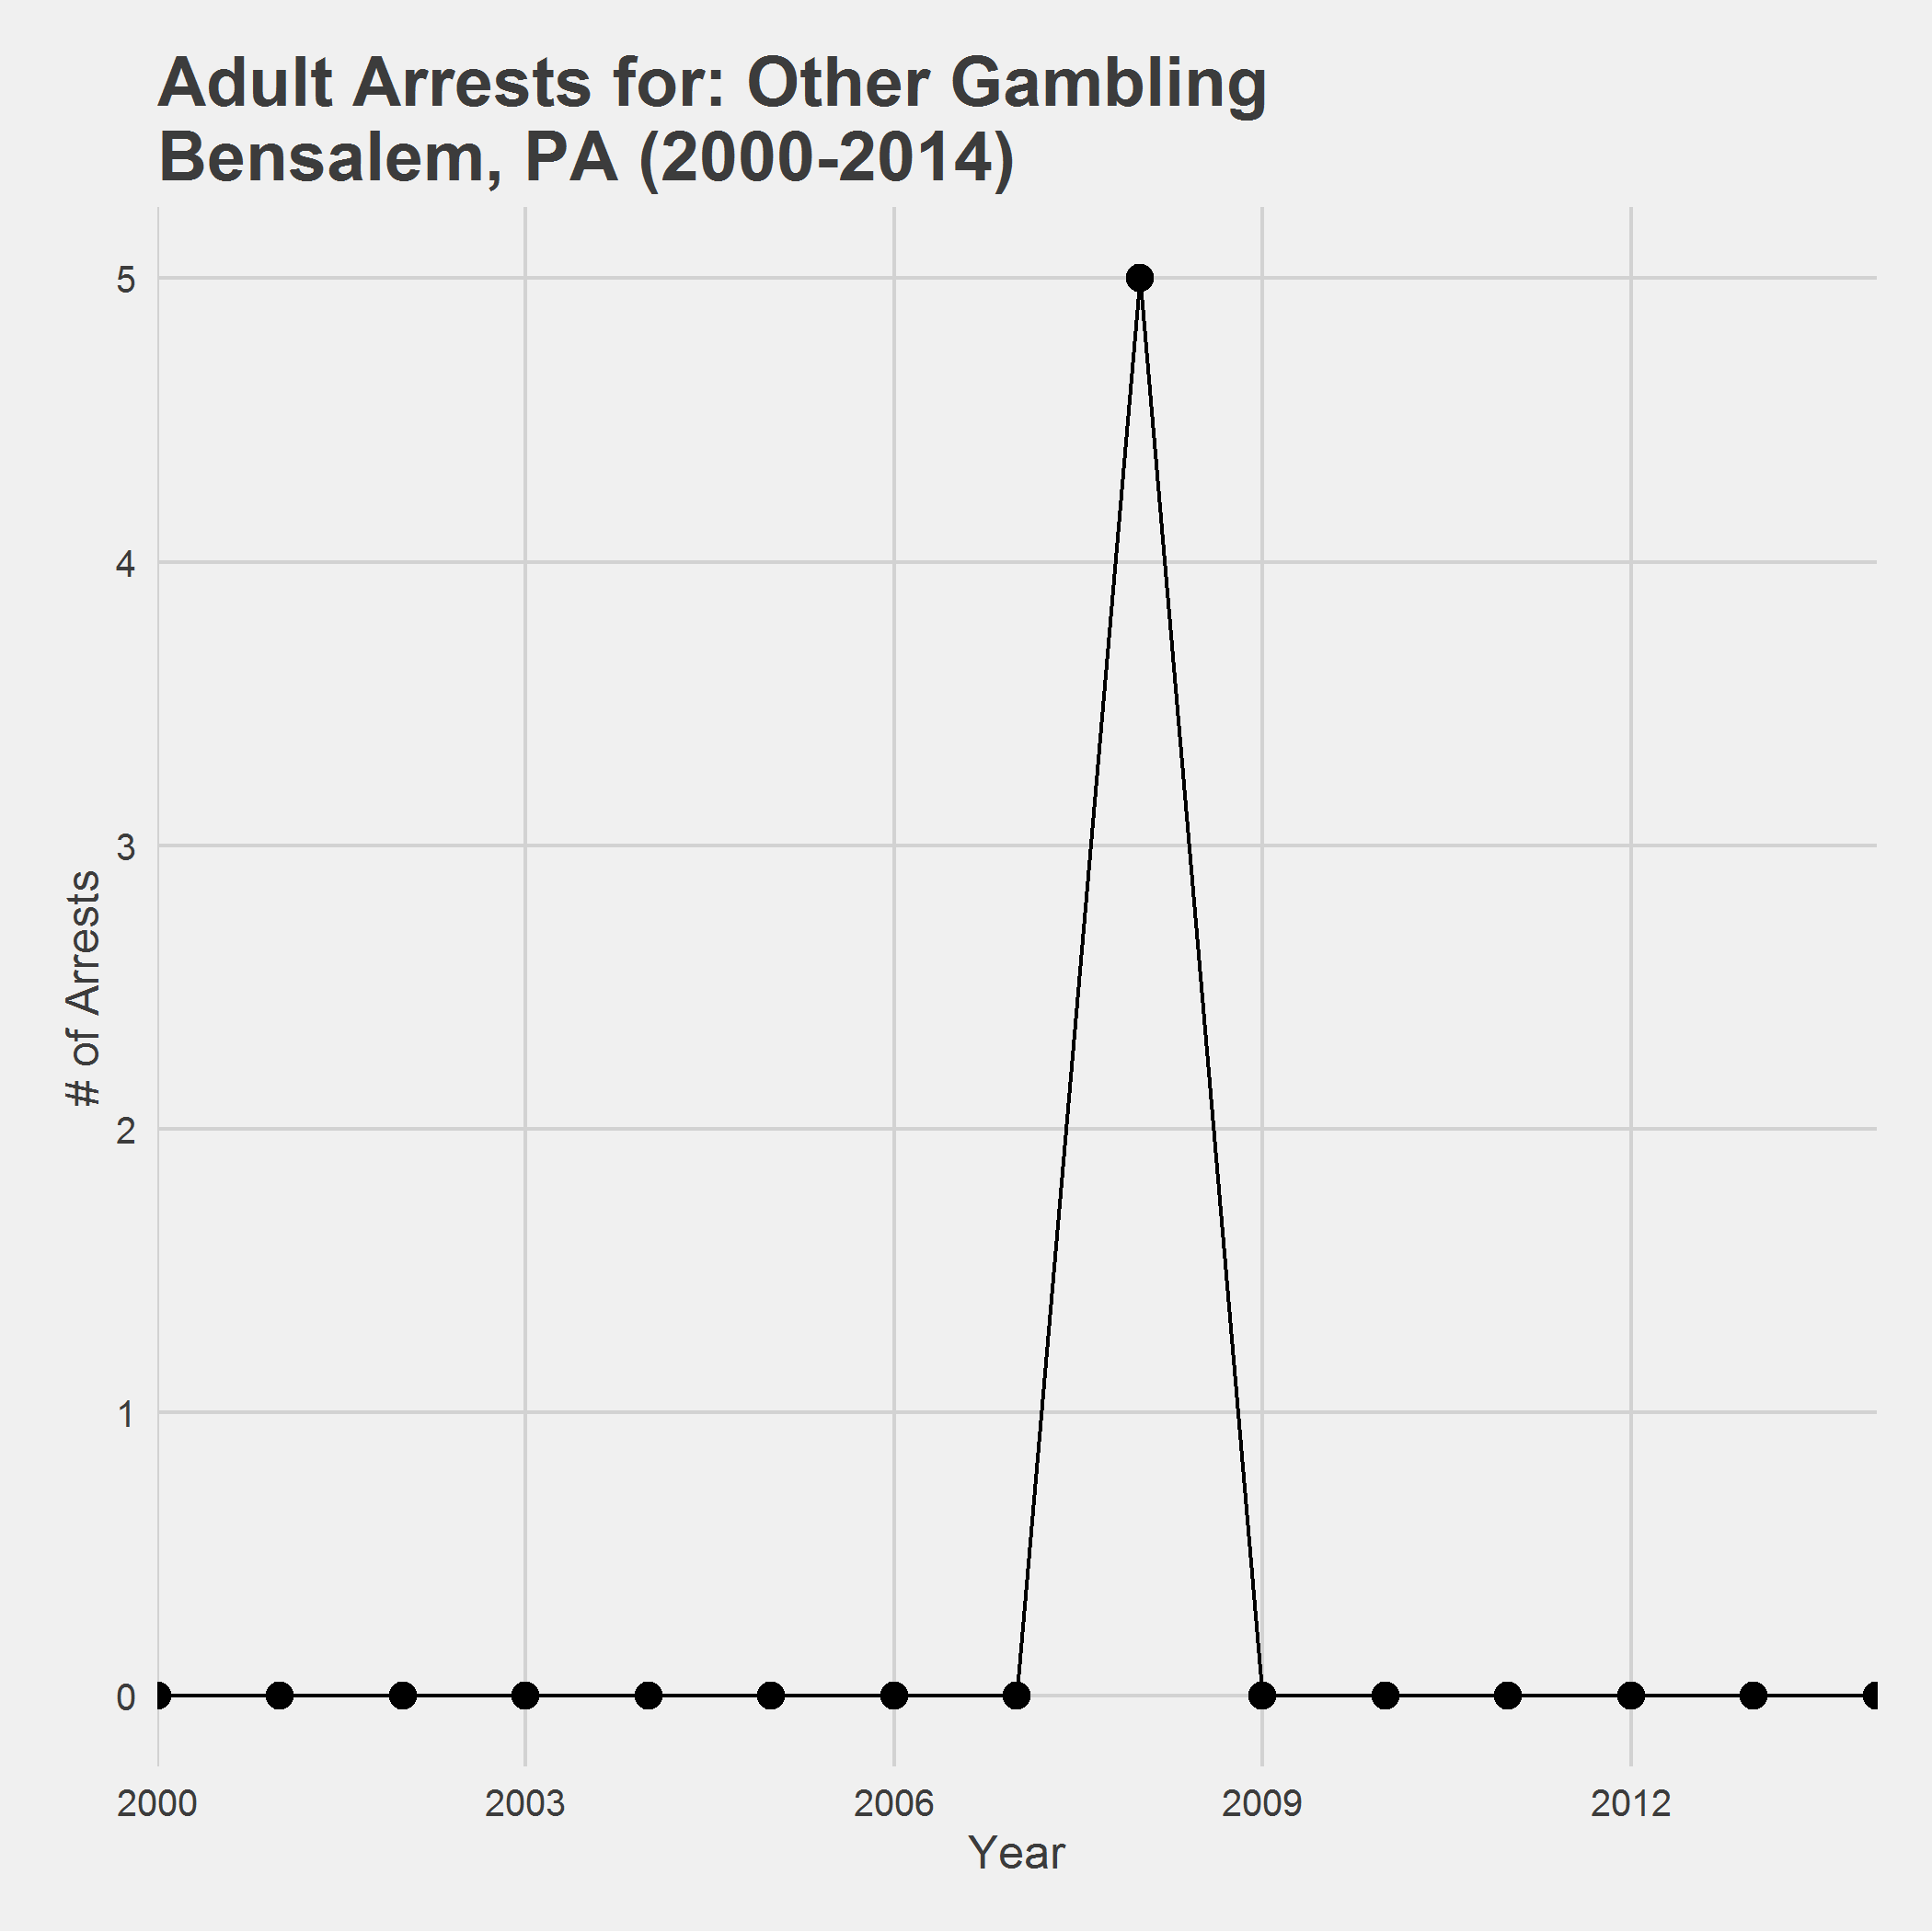 Adult Arrests for: Other Gambling
Bensalem, PA (2000-2014)
5
4
3
2
1
0
# of Arrests
2000 2003 2006 2009 2012
Year